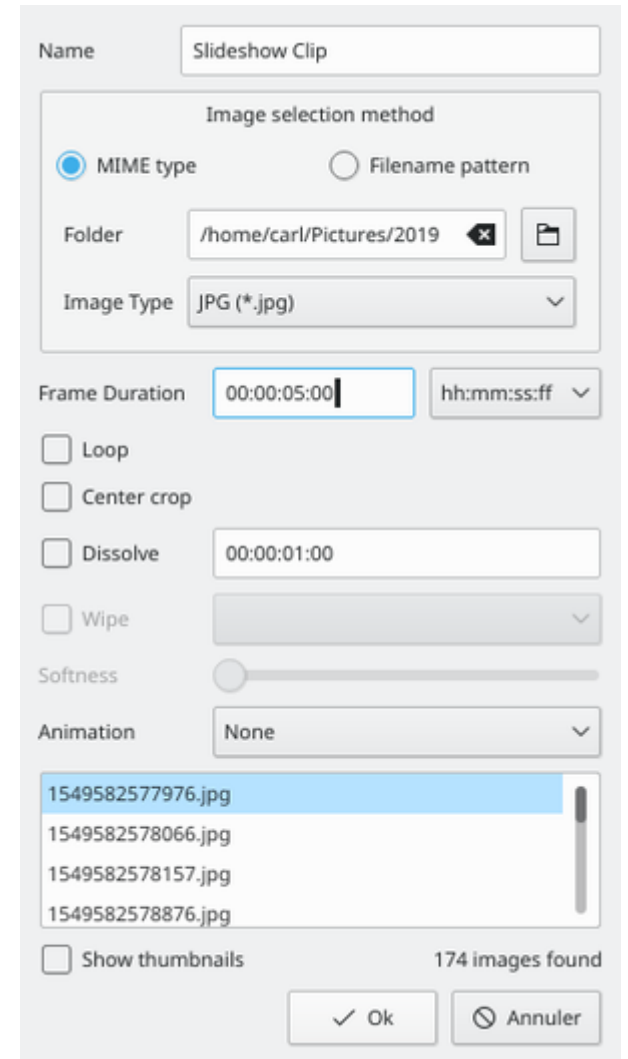 Name Slideshow Clip
Image selection method
MIME type Filename pattern
Folder /home/carl/Pictures/2019
Image Type JPG (*.jpg)
Frame Duration 00:00:05:00 hh:mm:ss:ff
Loop
Center crop
Dissolve 00:00:01:00
Wipe
Softness
Animation None
1549582577976.jpg
1549582578066.jpg
1549582578157.jpg
1549582578876.jpg
Show thumbnails 174 images found
Ok Annuler